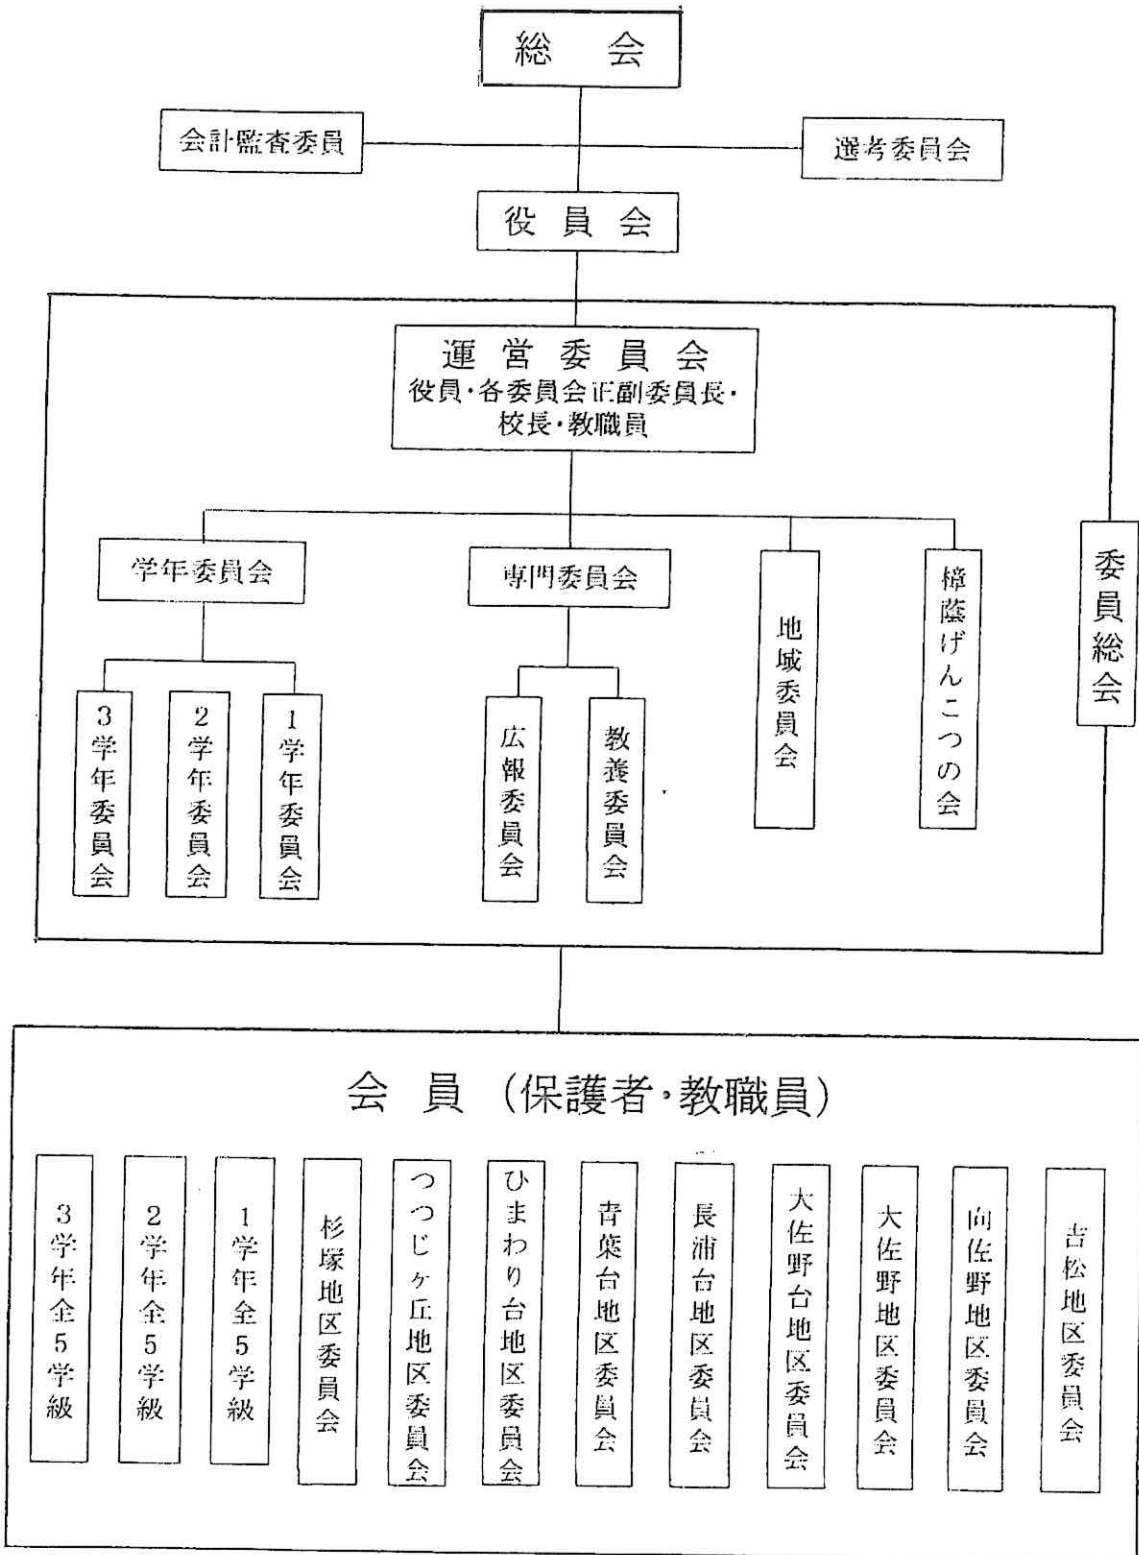 総会
会計監査委員
選考委員会
役員会
運営委員会
役員・各委員会正副委員長・
校長・教職員
学年委員会
専門委員会
地域委員会
樟蔭げんこつの会
委員総会
3学年委員会
2学年委員会
1学年委員会
広報委員会
教養委員会
会員(保護者・教職員)
3学年全5学級
2学年全5学級
1学年全5学級
杉塚地区委員会
つつじヶ丘地区委員会
ひまわり台地区委員会
青葉台地区委員会
長浦台地区委員会
大佐野台地区委員会
大佐野地区委員会
向佐野地区委員会
吉松地区委員会